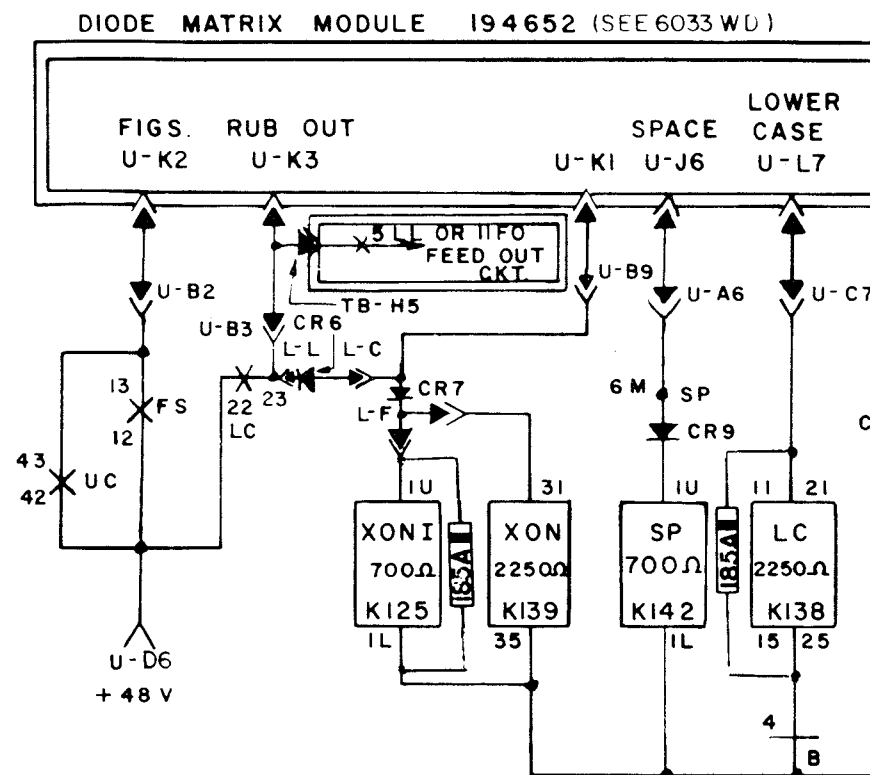 DIODE MATRIX MODULE 194652 (SEE 6033 WD)
FIGS.
U-K2
RUB OUT
U-K3
U-K1
SPACE
U-J6
LOWER
CASE
U-L7
5 LL OR 11FO
FEED OUT
CKT.
TB-H5
U-B2
U-B3
CR6
L-L
L-C
U-B9
U-A6
U-C7
13
FS
12
43
42
UC
22
23
LC
CR7
L-F
6M
SP
CR9
C
1U
31
1U
11
21
XON1
700Ω
K125
185A
XON
2250Ω
K139
SP
700Ω
K142
185A
LC
2250Ω
K138
1L
35
1L
15
25
U-D6
+48 V
4
B